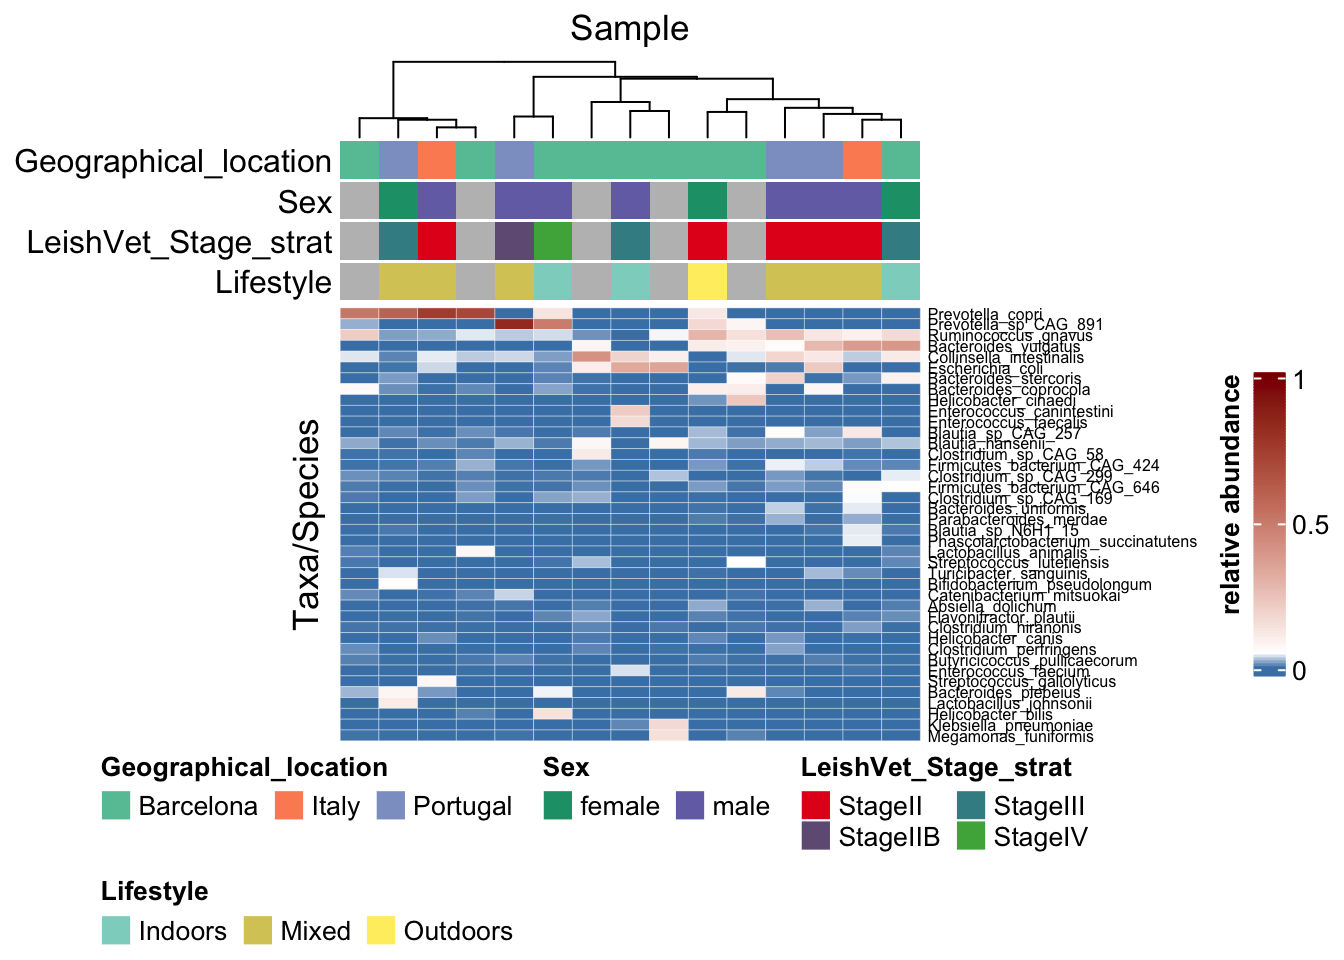 Sample
Geographical_location
Sex
LeishVet_Stage_strat
Lifestyle
Taxa/Species
Prevotella_copri
Prevotella_sp_CAG_891
Ruminococcus_gnavus
Bacteroides_vulgatus
Collinsella_intestinalis
Escherichia_coli
Bacteroides_stercoris
Bacteroides_coprocola
Helicobacter_cinaedi
Enterococcus_canintestini
Enterococcus_faecalis
Blautia_sp_CAG_257
Blautia_hansenii
Clostridium_sp_CAG_58
Firmicutes_bacterium_CAG_424
Clostridium_sp_CAG_299
Firmicutes_bacterium_CAG_646
Clostridium_sp_CAG_169
Bacteroides_uniformis
Parabacteroides_merdae
Blautia_sp_N6H1_15
Phascolarctobacterium_succinatutens
Lactobacillus_animalis
Streptococcus_lutetiensis
Turicibacter_sanguinis
Bifidobacterium_pseudolongum
Catenibacterium_mitsuokai
Absiella_dolichum
Flavonifractor_plautii
Clostridium_hiranonis
Helicobacter_canis
Clostridium_perfringens
Butyricicoccus_pullicaecorum
Enterococcus_faecium
Streptococcus_gallolyticus
Bacteroides_plebeius
Lactobacillus_johnsonii
Helicobacter_bilis
Klebsiella_pneumoniae
Megamonas_funiformis
relative abundance
1
0.5
0
Geographical_location
Barcelona Italy Portugal
Sex
female male
LeishVet_Stage_strat
StageII StageIII
StageIIB StageIV
Lifestyle
Indoors Mixed Outdoors